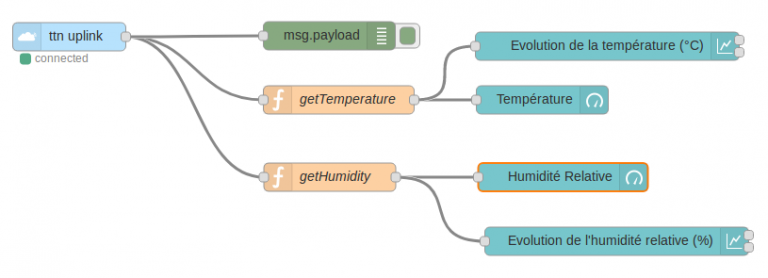 ttn uplink
connected
msg.payload
getTemperature
getHumidity
Evolution de la température (°C)
Température
Humidité Relative
Evolution de l'humidité relative (%)